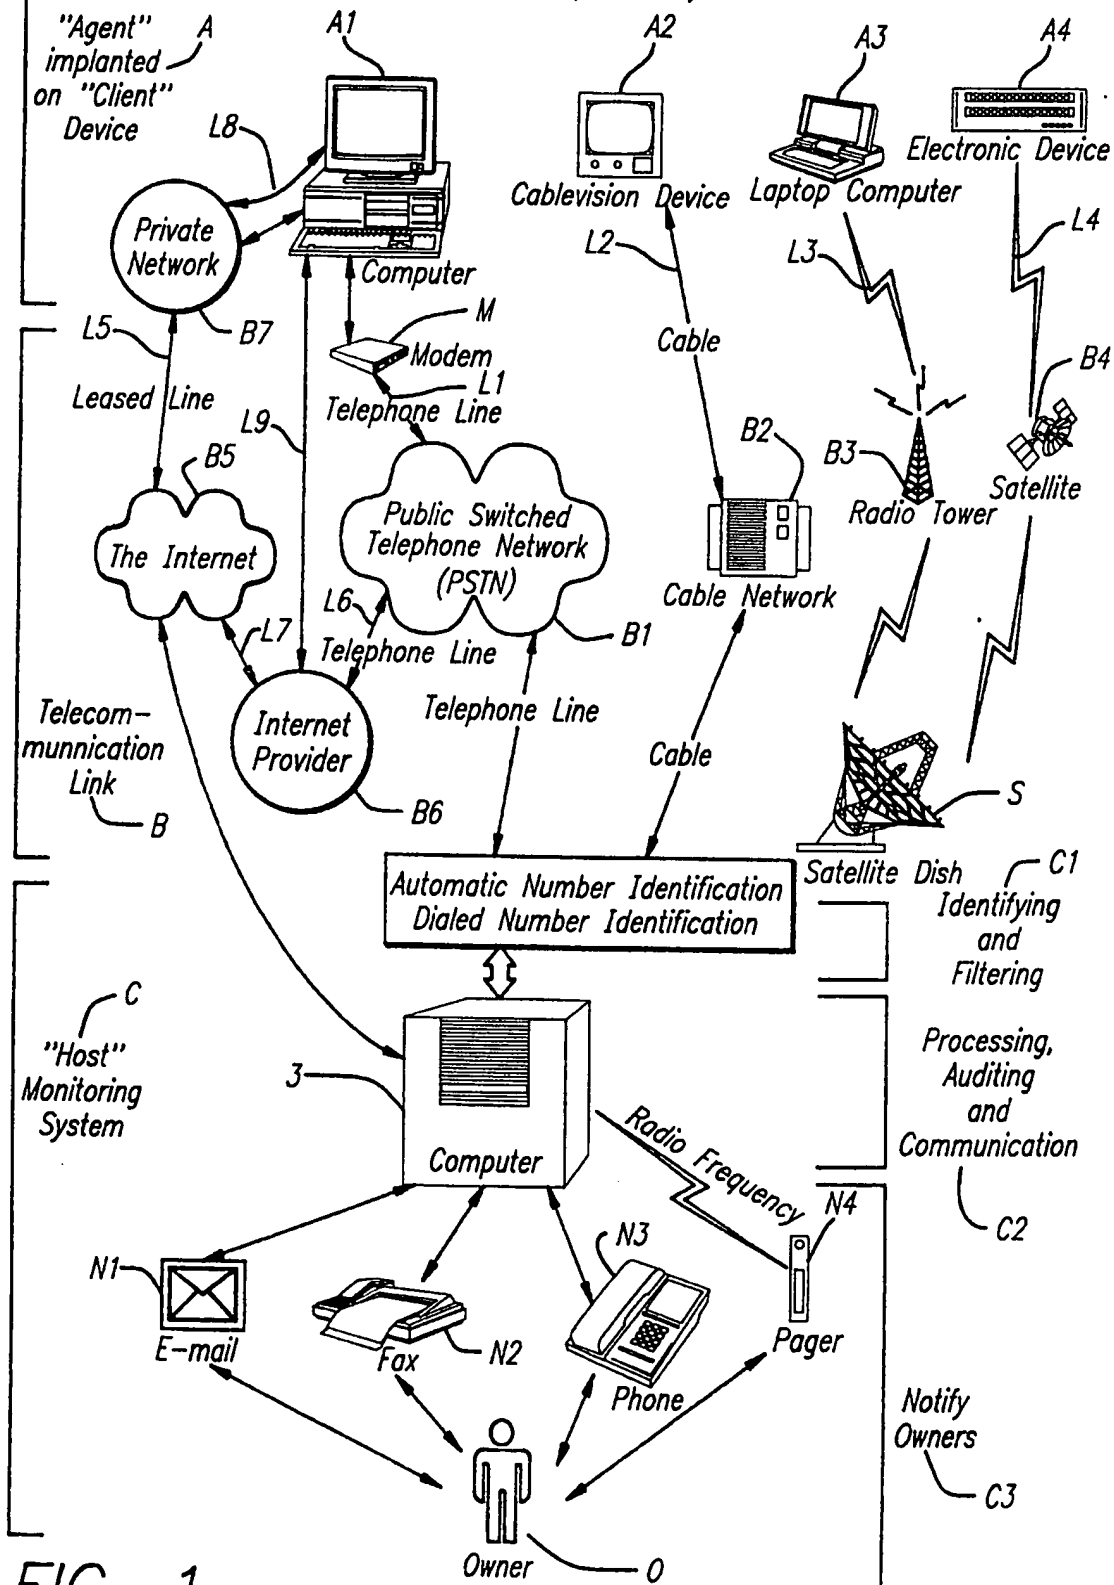 "Agent"
implanted
on "Client"
Device
A
A1
A2
A3
A4
L8
Computer
Cablevision Device
Laptop Computer
Electronic Device
Private
Network
B7
L5
Leased Line
M
Modem
L1
Telephone Line
L2
Cable
L3
L4
B4
B2
B3
Radio Tower
Satellite
L9
B5
The Internet
Public Switched
Telephone Network
(PSTN)
Cable Network
B1
L6
L7
Telephone Line
Telephone Line
Internet
Provider
B6
Cable
Telecom-
munnication
Link
B
S
Satellite Dish
Automatic Number Identification
Dialed Number Identification
C1
Identifying
and
Filtering
C
"Host"
Monitoring
System
3
Computer
Radio Frequency
Processing,
Auditing
and
Communication
C2
N1
E-mail
N2
Fax
N3
Phone
N4
Pager
Notify
Owners
C3
Owner
O
FIG. 1